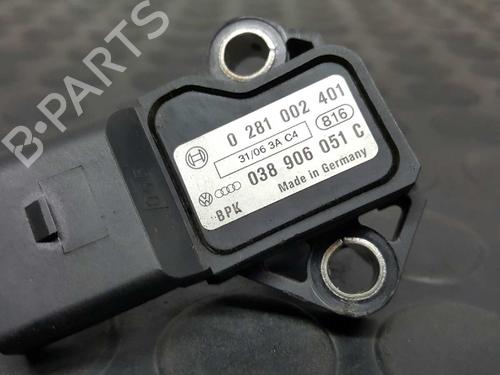 B-PARTS
0 281 002 401
31/06 3A C4 816
038 906 051 C
BPK Made in Germany